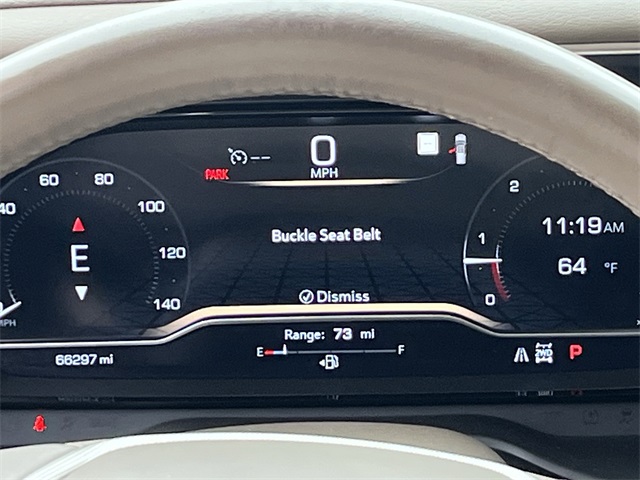 0
MPH
PARK
40
60
80
100
120
140
MPH
E
Buckle Seat Belt
Dismiss
2
1
0
11:19 AM
64 °F
Range: 73 mi
E F
66297 mi
2WD
P